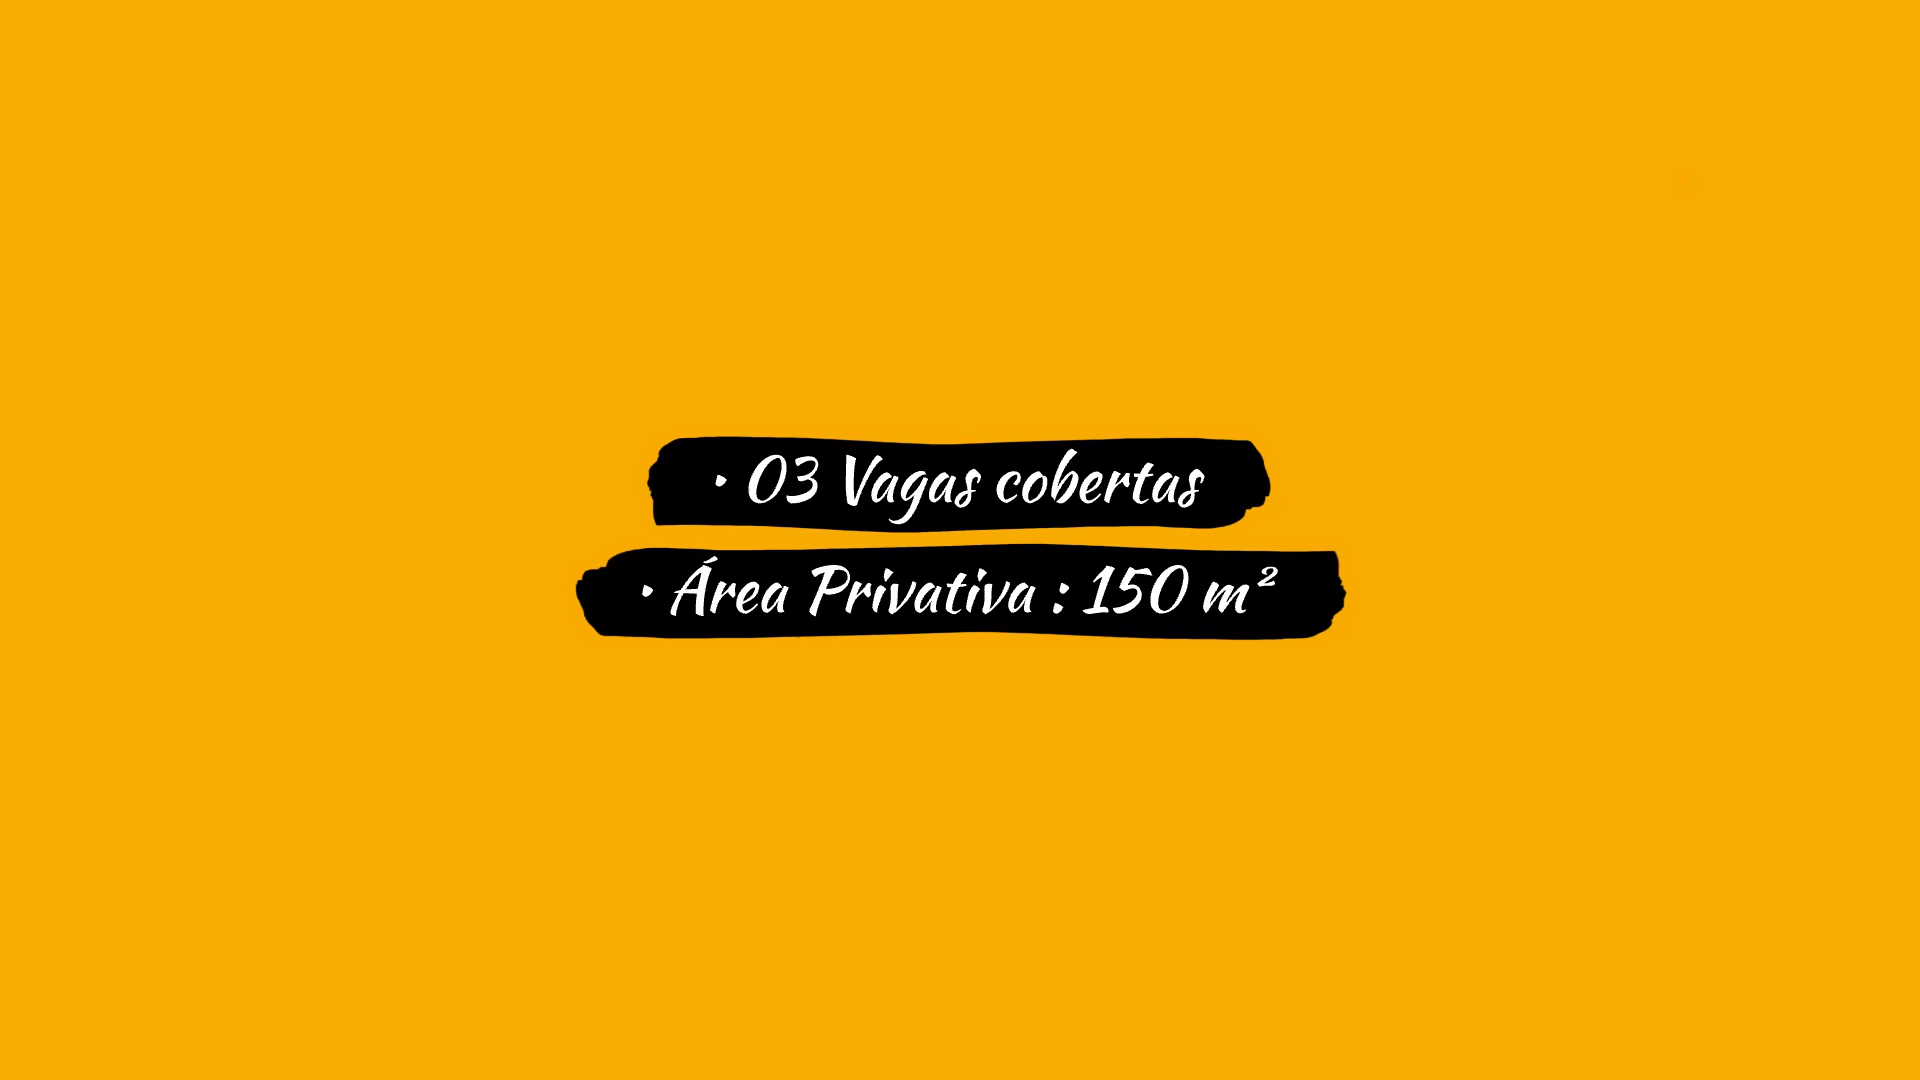 • 03 Vagas cobertas
• Área Privativa : 150 m²